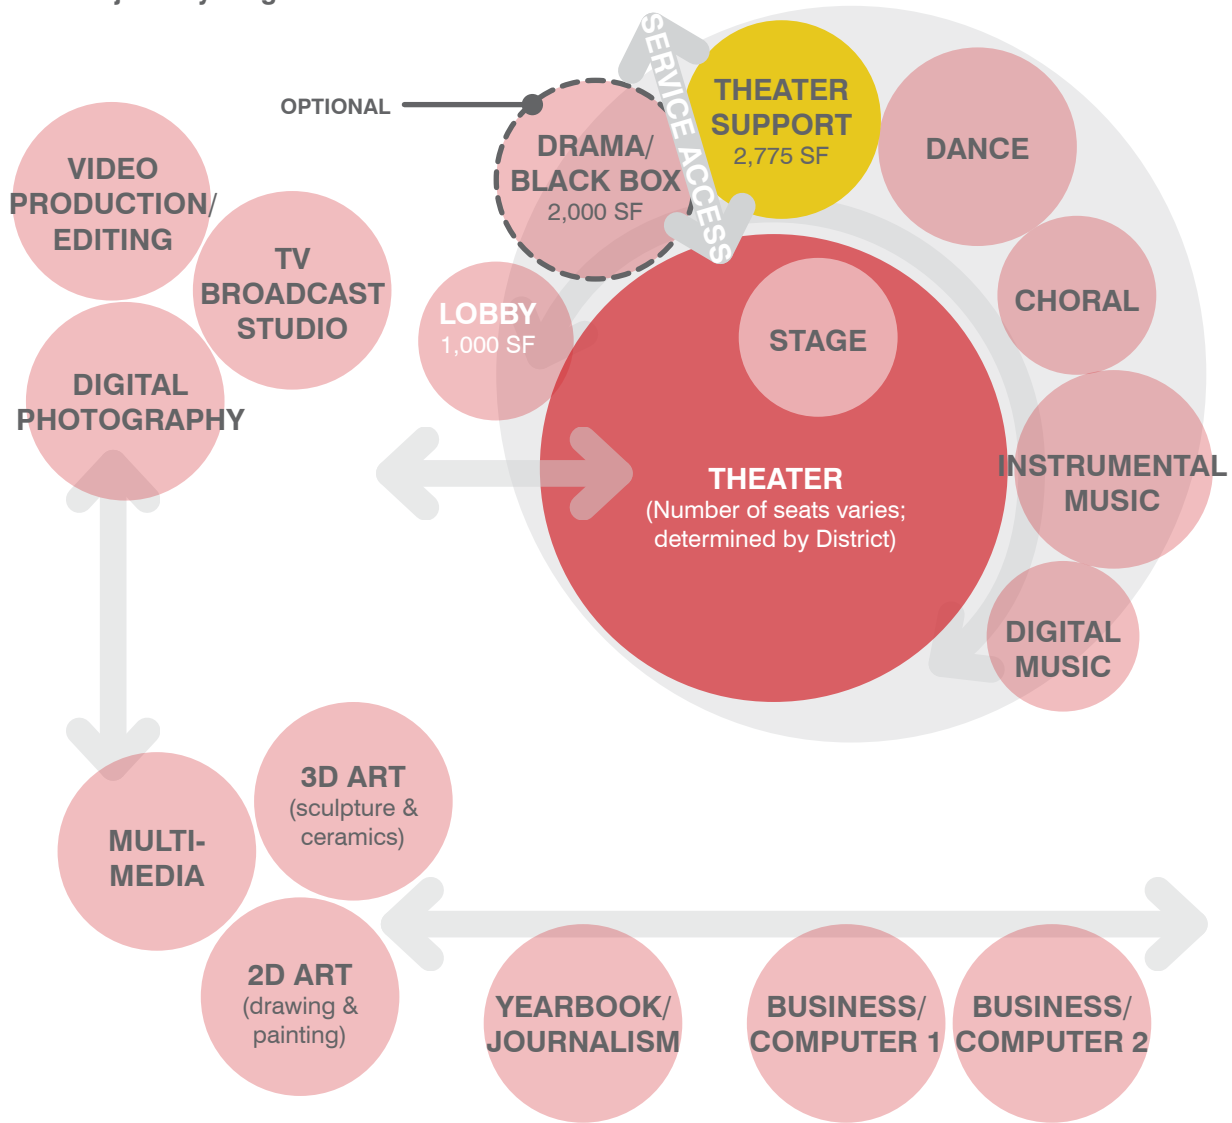 OPTIONAL
VIDEO
PRODUCTION/
EDITING
TV
BROADCAST
STUDIO
DIGITAL
PHOTOGRAPHY
DRAMA/
BLACK BOX
2,000 SF
SERVICE ACCESS
THEATER
SUPPORT
2,775 SF
DANCE
LOBBY
1,000 SF
STAGE
CHORAL
THEATER
(Number of seats varies;
determined by District)
INSTRUMENTAL
MUSIC
DIGITAL
MUSIC
3D ART
(sculpture &
ceramics)
MULTI-
MEDIA
2D ART
(drawing &
painting)
YEARBOOK/
JOURNALISM
BUSINESS/
COMPUTER 1
BUSINESS/
COMPUTER 2